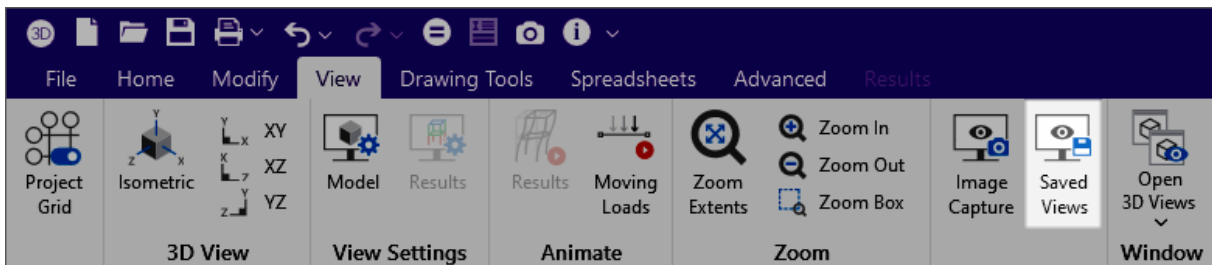 3D
File Home Modify View Drawing Tools Spreadsheets Advanced Results
Project Grid
Isometric
Y
Z X
Y X XY
X Z XZ
Y Z YZ
3D View
Model
Results
View Settings
Results
Moving Loads
Animate
Zoom Extents
Zoom In
Zoom Out
Zoom Box
Zoom
Image Capture
Saved Views
Open 3D Views
Window